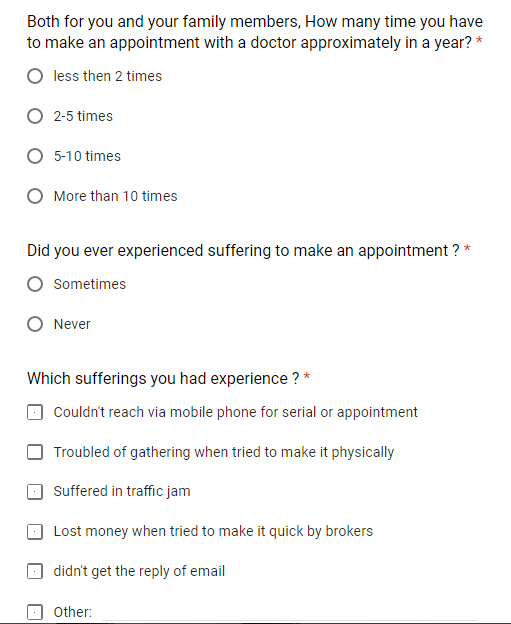 Both for you and your family members, How many time you have
to make an appointment with a doctor approximately in a year? *
less then 2 times
2-5 times
5-10 times
More than 10 times
Did you ever experienced suffering to make an appointment ? *
Sometimes
Never
Which sufferings you had experience ? *
Couldn't reach via mobile phone for serial or appointment
Troubled of gathering when tried to make it physically
Suffered in traffic jam
Lost money when tried to make it quick by brokers
didn't get the reply of email
Other: